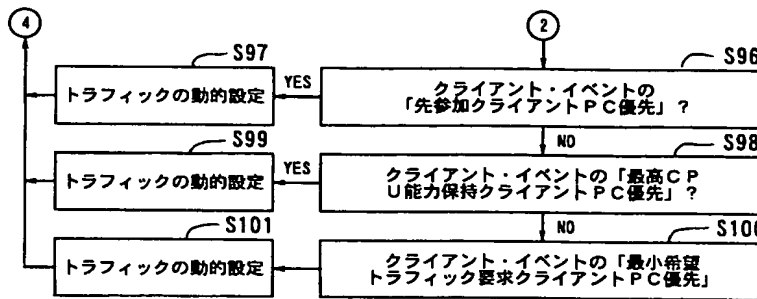 4
2
S97
S96
トラフィックの動的設定
YES
クライアント・イベントの
「先参加クライアントPC優先」?
NO
S99
S98
トラフィックの動的設定
YES
クライアント・イベントの「最高CP
U能力保持クライアントPC優先」?
NO
S101
S100
トラフィックの動的設定
クライアント・イベントの「最小希望
トラフィック要求クライアントPC優先」